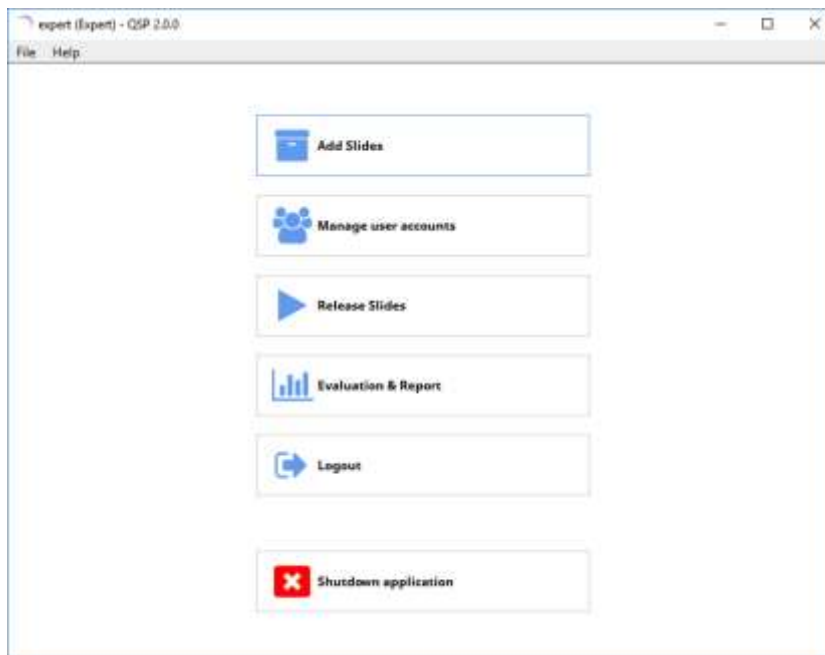 expert (Expert) - QSP 2.0.0
File Help
Add Slides
Manage user accounts
Release Slides
Evaluation & Report
Logout
Shutdown application